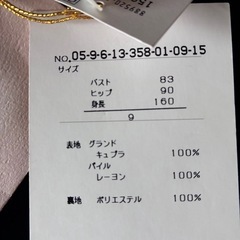 NO.05-9-6-13-358-01-09-15
サイズ
バスト 83
ヒップ 90
身長 160
9
表地 グランド
キュプラ 100%
パイル
レーヨン 100%
裏地 ポリエステル 100%